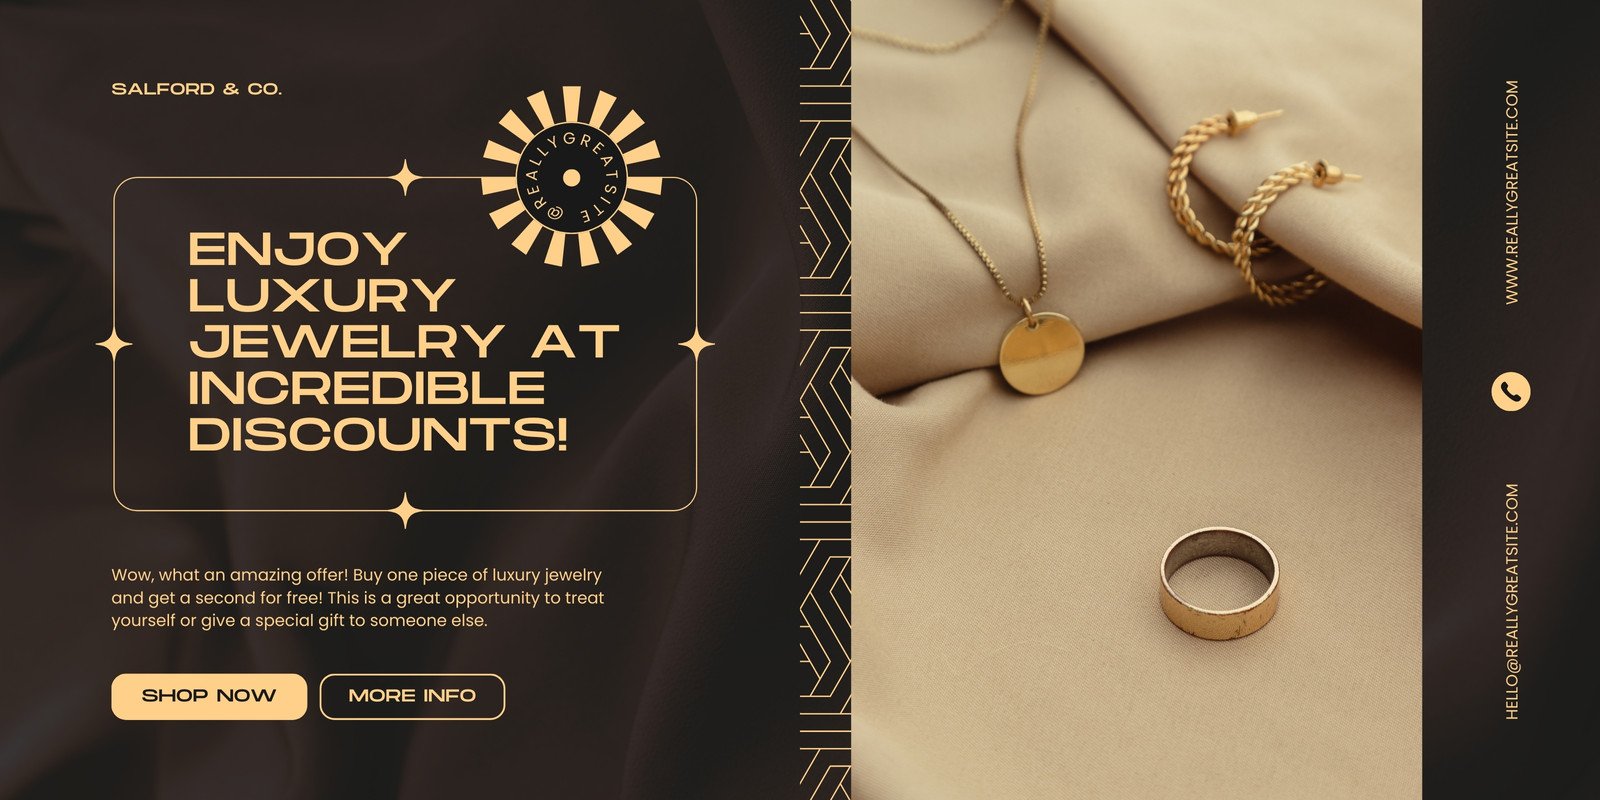 SALFORD & CO.
@REALLYGREATSITE
ENJOY
LUXURY
JEWELRY AT
INCREDIBLE
DISCOUNTS!
Wow, what an amazing offer! Buy one piece of luxury jewelry
and get a second for free! This is a great opportunity to treat
yourself or give a special gift to someone else.
SHOP NOW
MORE INFO
WWW.REALLYGREATSITE.COM
HELLO@REALLYGREATSITE.COM